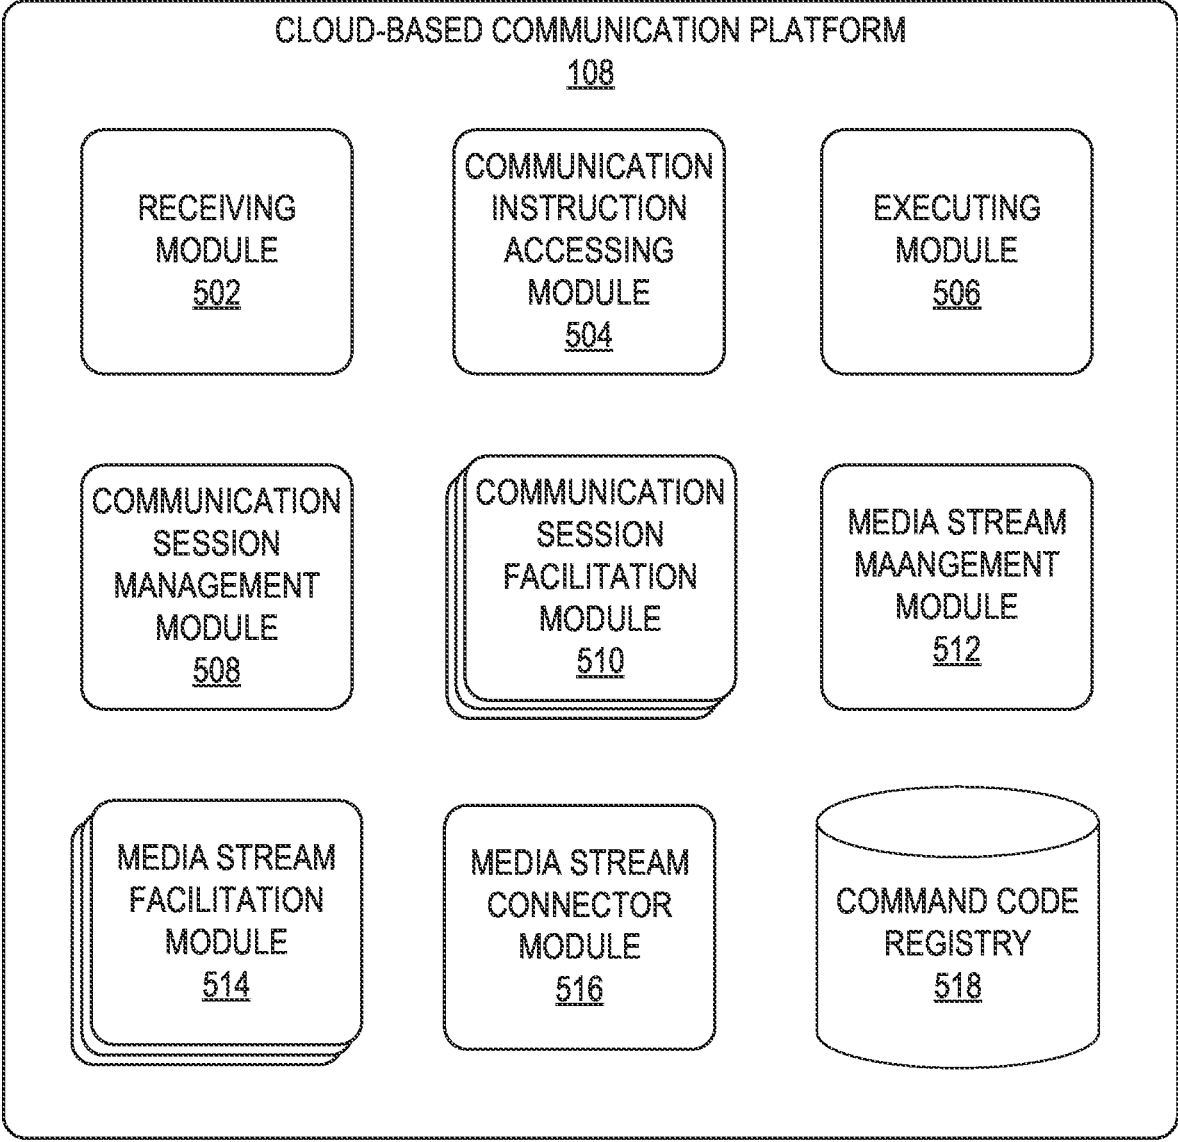 CLOUD-BASED COMMUNICATION PLATFORM
108
RECEIVING
MODULE
502
COMMUNICATION
INSTRUCTION
ACCESSING
MODULE
504
EXECUTING
MODULE
506
COMMUNICATION
SESSION
MANAGEMENT
MODULE
508
COMMUNICATION
SESSION
FACILITATION
MODULE
510
MEDIA STREAM
MAANGEMENT
MODULE
512
MEDIA STREAM
FACILITATION
MODULE
514
MEDIA STREAM
CONNECTOR
MODULE
516
COMMAND CODE
REGISTRY
518